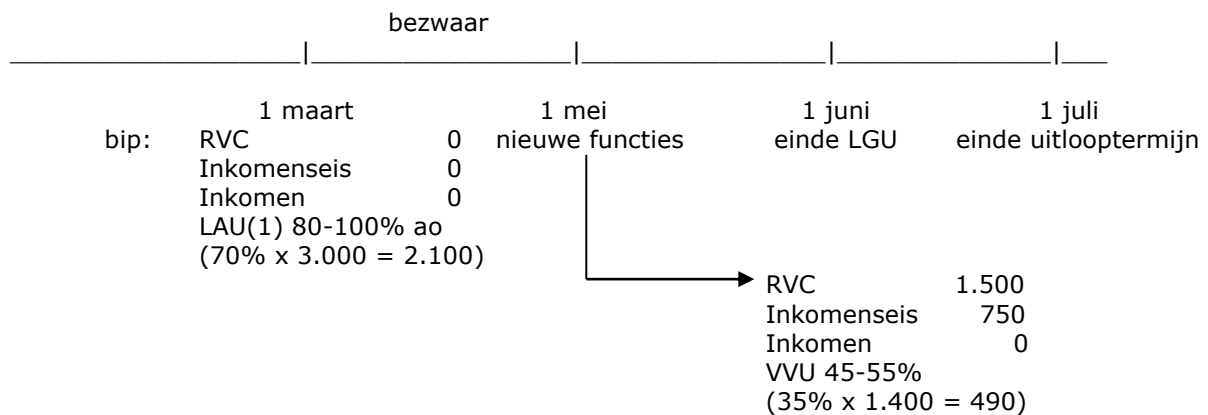 bezwaar
1 maart 1 mei 1 juni 1 juli
bip: RVC 0 nieuwe functies einde LGU einde uitlooptermijn
Inkomenseis 0
Inkomen 0
LAU(1) 80-100% ao
(70% x 3.000 = 2.100)
RVC 1.500
Inkomenseis 750
Inkomen 0
VVU 45-55%
(35% x 1.400 = 490)